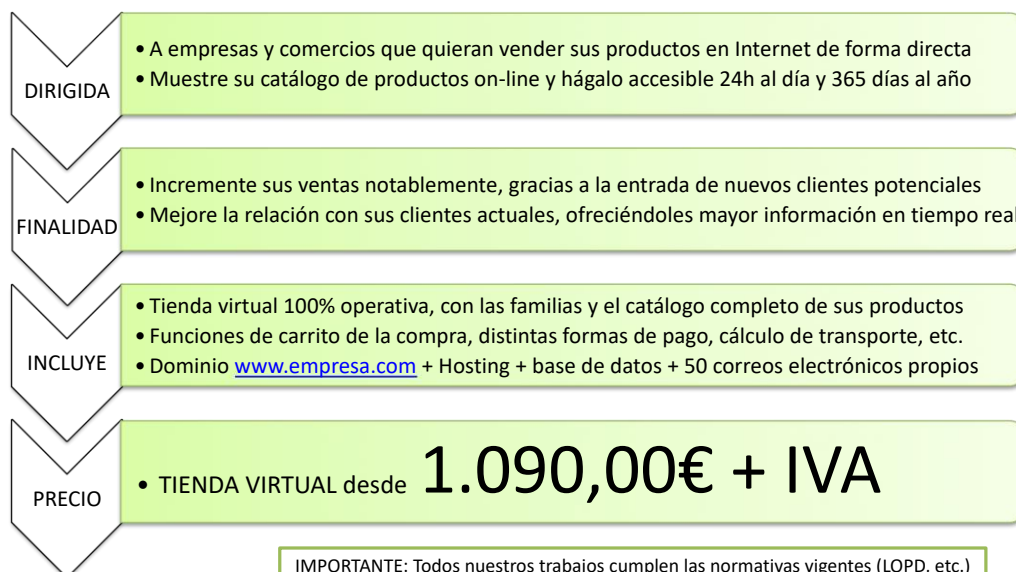 DIRIGIDA
• A empresas y comercios que quieran vender sus productos en Internet de forma directa
• Muestre su catálogo de productos on-line y hágalo accesible 24h al día y 365 días al año
FINALIDAD
• Incremente sus ventas notablemente, gracias a la entrada de nuevos clientes potenciales
• Mejore la relación con sus clientes actuales, ofreciéndoles mayor información en tiempo real
INCLUYE
• Tienda virtual 100% operativa, con las familias y el catálogo completo de sus productos
• Funciones de carrito de la compra, distintas formas de pago, cálculo de transporte, etc.
• Dominio www.empresa.com + Hosting + base de datos + 50 correos electrónicos propios
PRECIO
• TIENDA VIRTUAL desde 1.090,00€ + IVA
IMPORTANTE: Todos nuestros trabajos cumplen las normativas vigentes (LOPD, etc.)